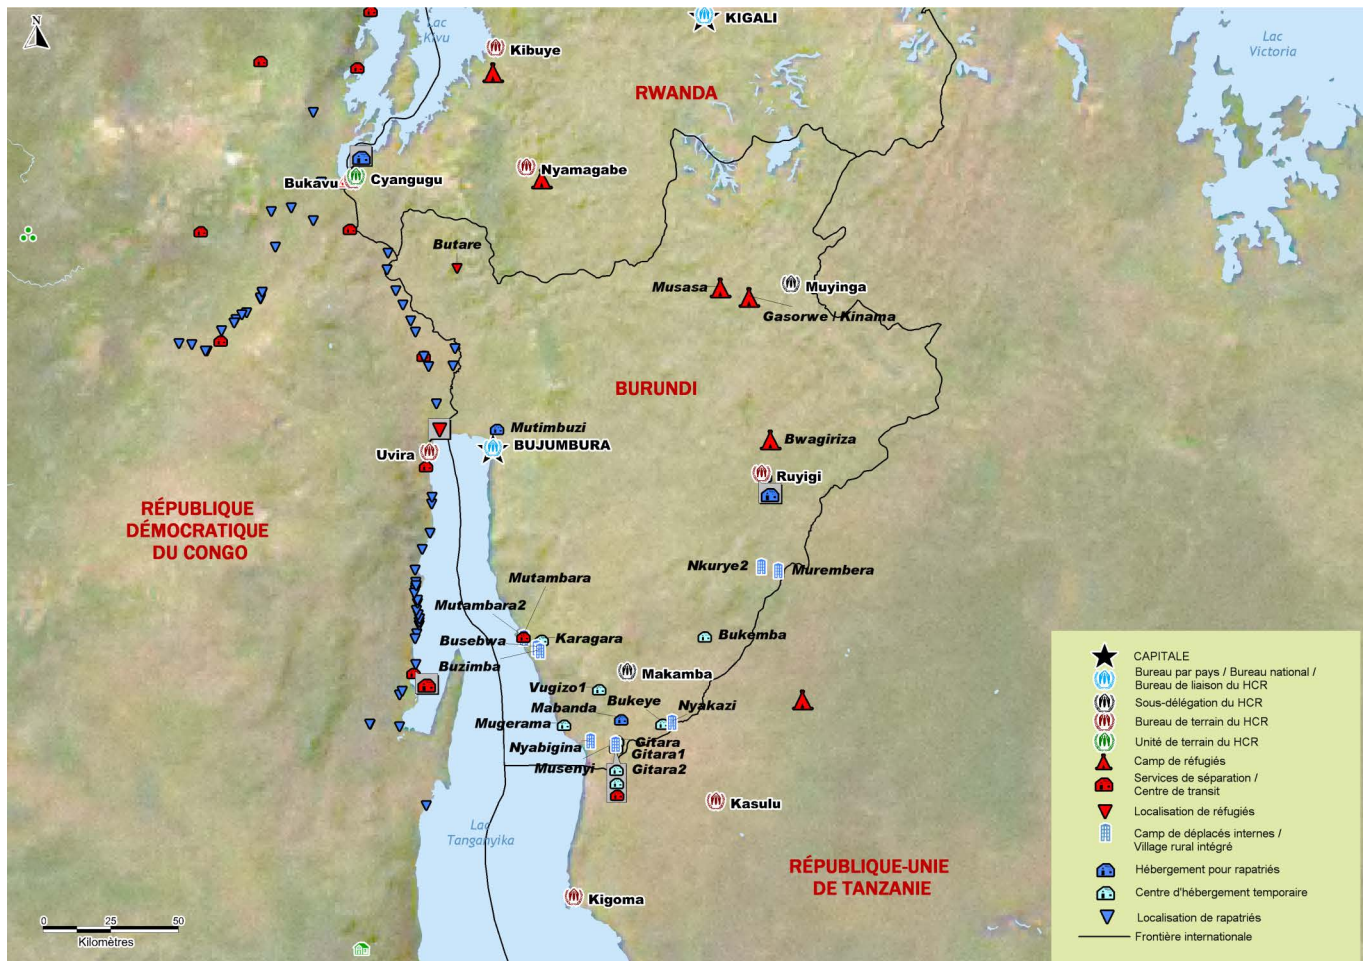 N
Lac
Kivu
KIGALI
Lac
Victoria
Kibuye
RWANDA
Bukavu
Cyangugu
Nyamagabe
Butare
Musasa
Muyinga
Gasorwe / Kinama
BURUNDI
Mutimbuzi
BUJUMBURA
Uvira
Bwagiriza
Ruyigi
RÉPUBLIQUE
DÉMOCRATIQUE
DU CONGO
Nkurye2
Murembera
Mutambara
Mutambara2
Busebwa
Karagara
Bukemba
Buzimba
Makamba
Vugizo1
Bukeye
Mabanda
Nyakazi
Mugerama
Nyabigina
Gitara
Gitara1
Musenyi
Gitara2
Kasulu
Lac
Tanganyika
RÉPUBLIQUE-UNIE
DE TANZANIE
Kigoma
0 25 50
Kilomètres
CAPITALE
Bureau par pays / Bureau national /
Bureau de liaison du HCR
Sous-délégation du HCR
Bureau de terrain du HCR
Unité de terrain du HCR
Camp de réfugiés
Services de séparation /
Centre de transit
Localisation de réfugiés
Camp de déplacés internes /
Village rural intégré
Hébergement pour rapatriés
Centre d'hébergement temporaire
Localisation de rapatriés
Frontière internationale